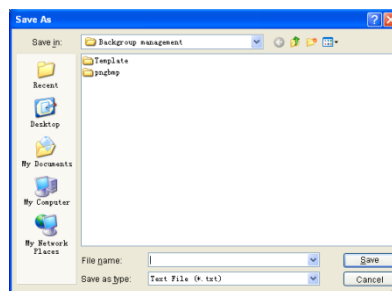 Save As
Save in:
Backgroup management
Template
pngbmp
Recent
Desktop
My Documents
My Computer
My Network
Places
File name:
Save
Save as type:
Text File (*.txt)
Cancel